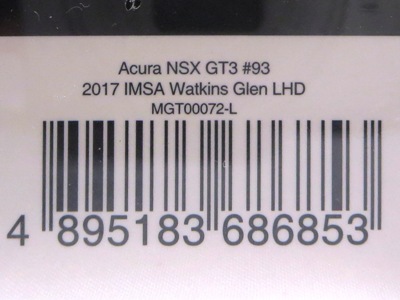 Acura NSX GT3 #93
2017 IMSA Watkins Glen LHD
MGT00072-L
4 895183 686853